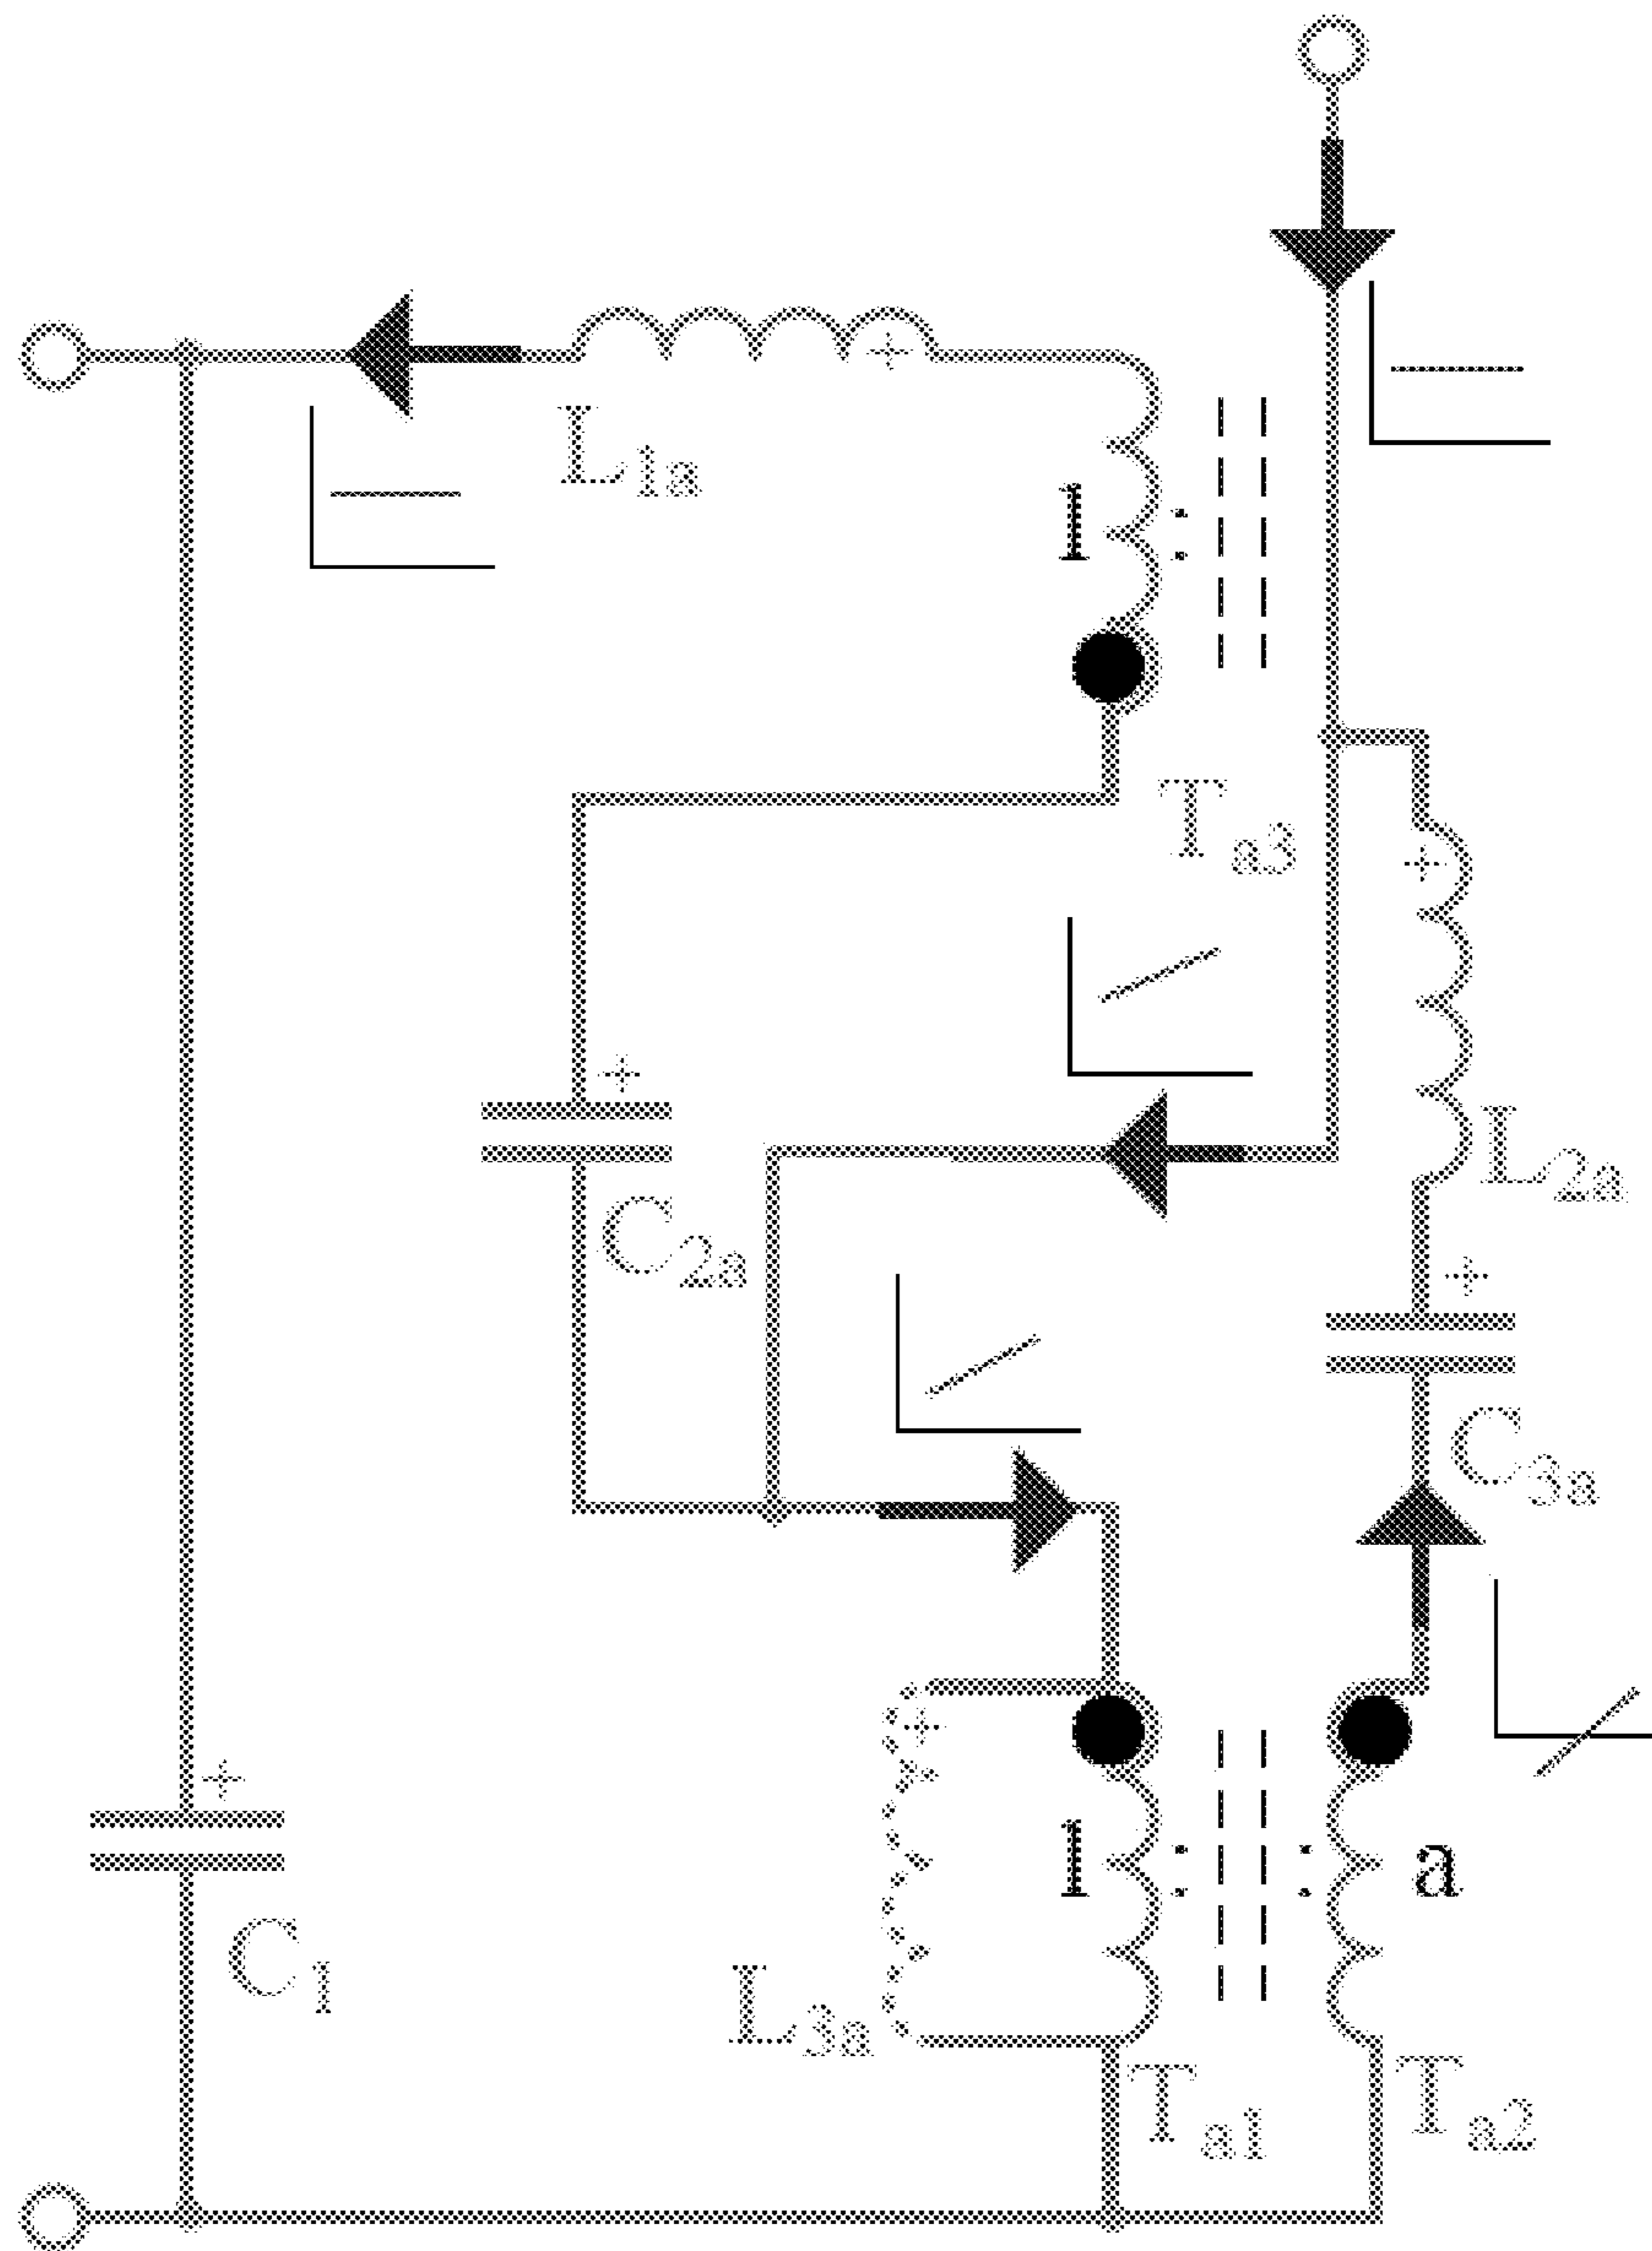 +
L1a
1 :
Ta3
+
+
L2a
C2a
+
C3a
+
+
1 : : a
C1
L3a
Ta1
Ta2